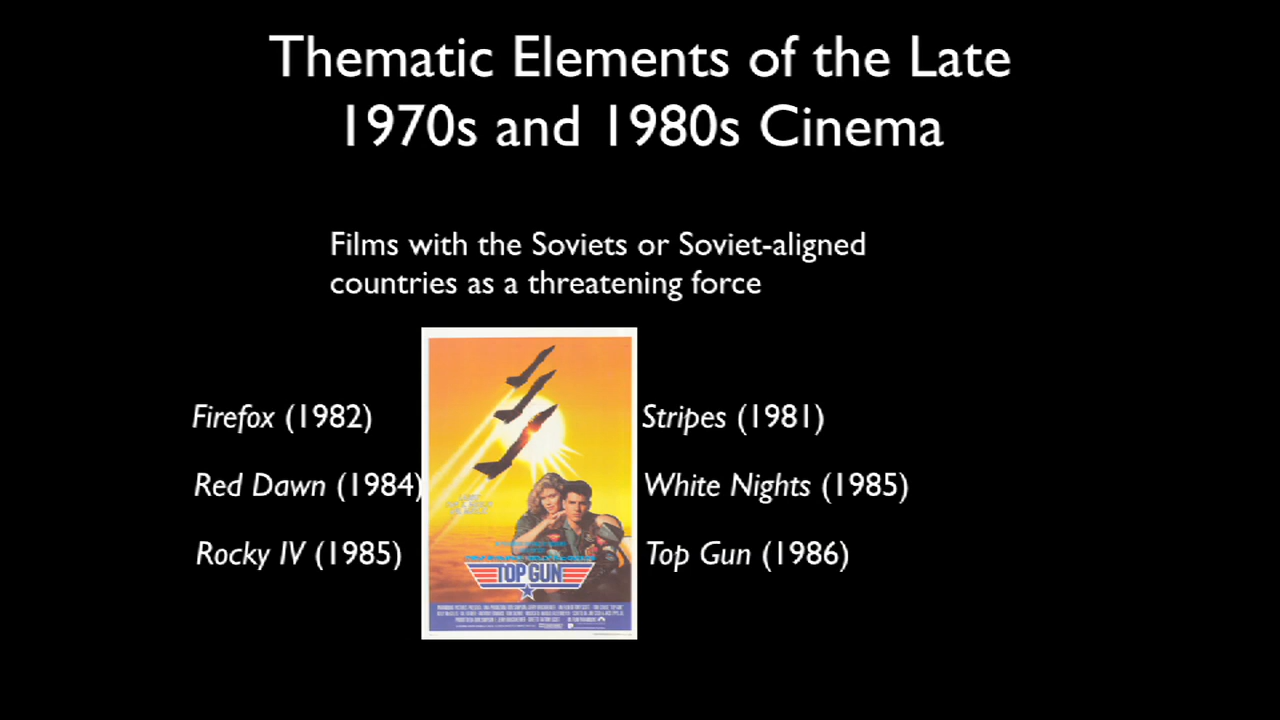 Thematic Elements of the Late
1970s and 1980s Cinema
Films with the Soviets or Soviet-aligned
countries as a threatening force
Firefox (1982)
Red Dawn (1984)
Rocky IV (1985)
TOP GUN
Stripes (1981)
White Nights (1985)
Top Gun (1986)